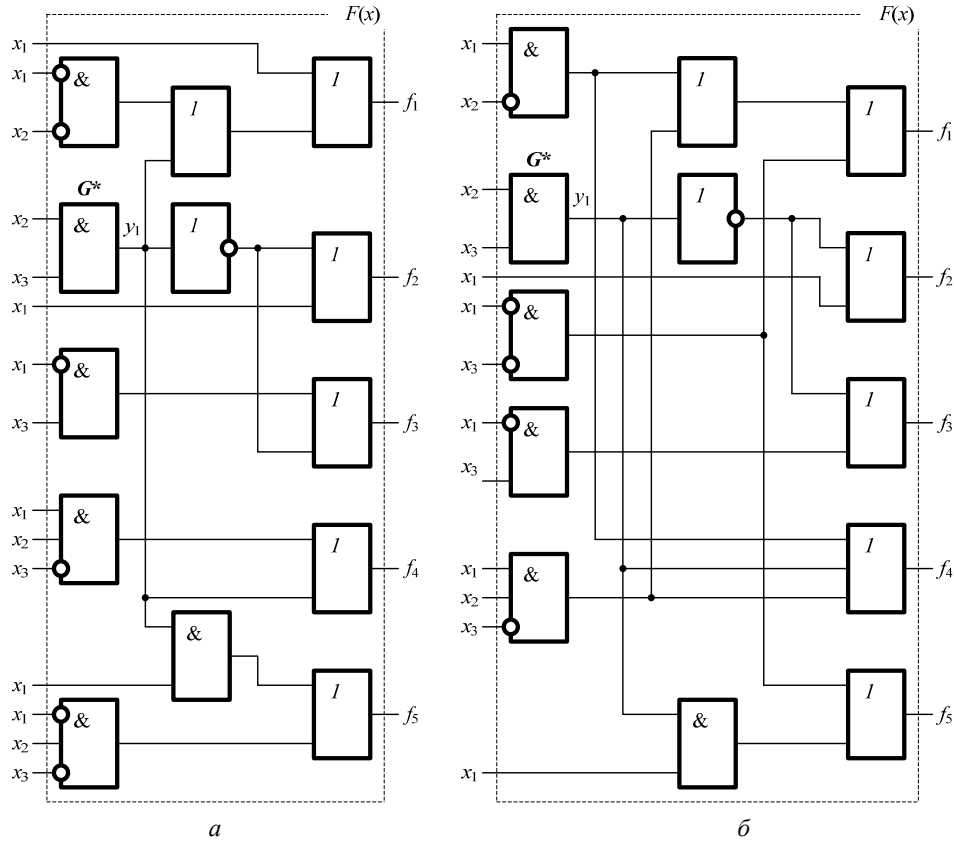 F(x)
x₁
x₁
&
1
1
f₁
x₂
G*
x₂
&
y₁
1
1
f₂
x₃
x₁
x₁
&
1
f₃
x₃
x₁
&
x₂
1
f₄
x₃
&
x₁
1
x₁
&
f₅
x₂
x₃
а
F(x)
x₁
&
1
x₂
1
f₁
G*
x₂
&
y₁
1
x₃
1
f₂
x₁
x₁
&
x₃
1
x₁
&
f₃
x₃
x₁
&
1
x₂
f₄
x₃
1
&
f₅
x₁
б